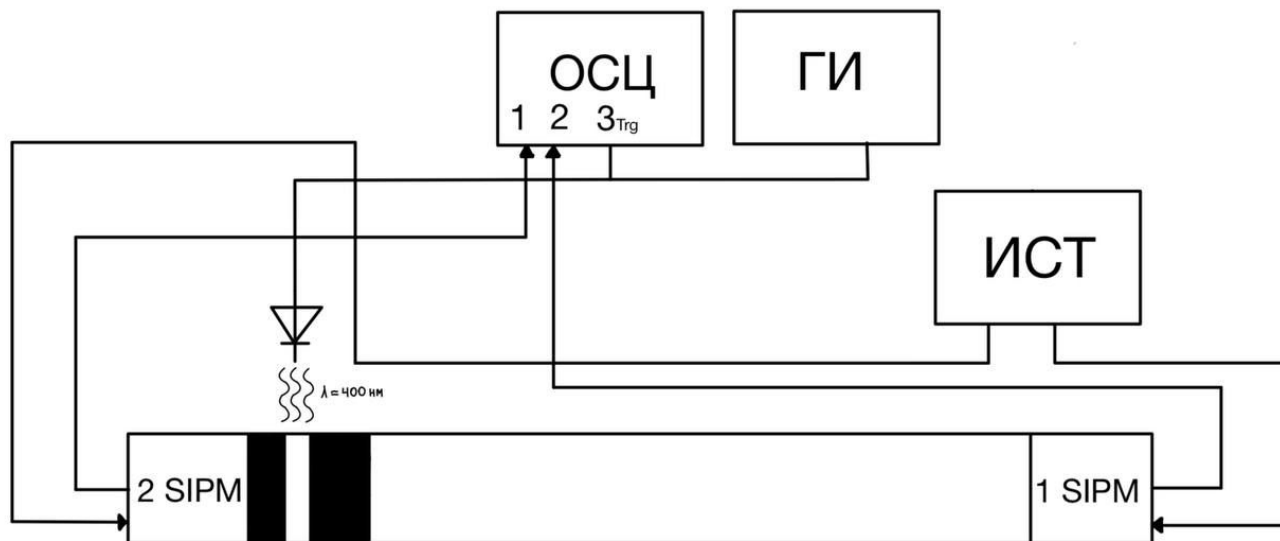 ОСЦ
1 2 3Trg
ГИ
ИСТ
λ = 400 нм
2 SIPM
1 SIPM